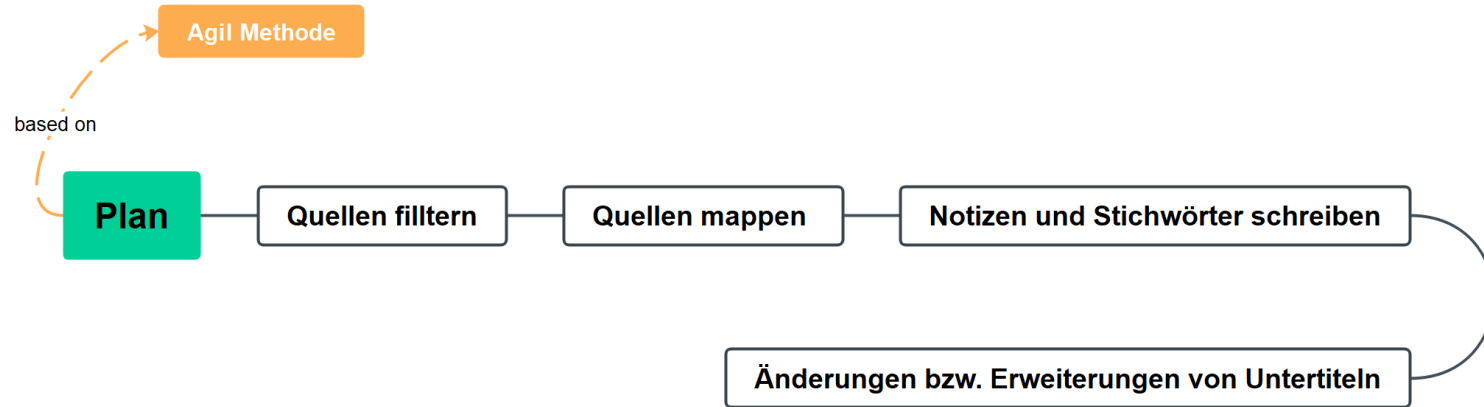 Agil Methode
based on
Plan
Quellen filltern
Quellen mappen
Notizen und Stichwörter schreiben
Änderungen bzw. Erweiterungen von Untertiteln